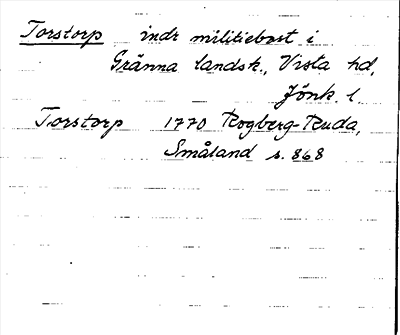 Torstorp indr militiebost i
Gränna landsk., Vista hd,
Jönk. l.
Torstorp 1770 Rogberg-Ruda,
Småland s. 868